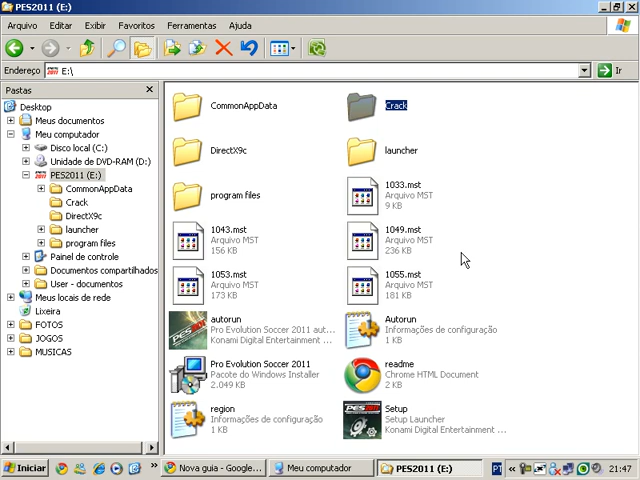 PES2011 (E:)
Arquivo Editar Exibir Favoritos Ferramentas Ajuda
Endereço E:\ Ir
Pastas
Desktop
Meus documentos
Meu computador
Disco local (C:)
Unidade de DVD-RAM (D:)
PES2011 (E:)
CommonAppData
Crack
DirectX9c
launcher
program files
Painel de controle
Documentos compartilhados
User - documentos
Meus locais de rede
Lixeira
FOTOS
JOGOS
MUSICAS
CommonAppData
Crack
DirectX9c
launcher
program files
1033.mst
Arquivo MST
9 KB
1043.mst
Arquivo MST
156 KB
1049.mst
Arquivo MST
236 KB
1053.mst
Arquivo MST
173 KB
1055.mst
Arquivo MST
181 KB
autorun
Pro Evolution Soccer 2011 aut...
Konami Digital Entertainment ...
Autorun
Informações de configuração
1 KB
Pro Evolution Soccer 2011
Pacote do Windows Installer
2.049 KB
readme
Chrome HTML Document
2 KB
region
Informações de configuração
1 KB
Setup
Setup Launcher
Konami Digital Entertainment, ...
Iniciar
Nova guia - Google...
Meu computador
PES2011 (E:)
PT
21:47